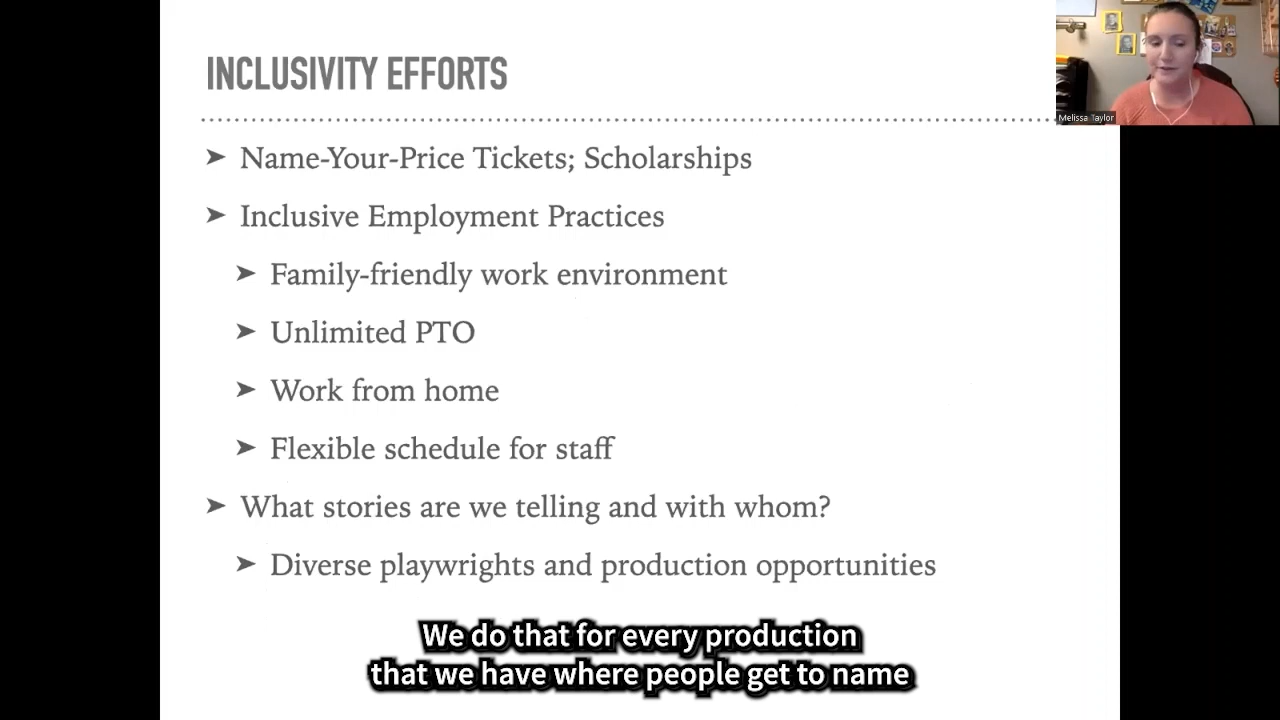 INCLUSIVITY EFFORTS
Melissa Taylor
➤ Name-Your-Price Tickets; Scholarships
➤ Inclusive Employment Practices
➤ Family-friendly work environment
➤ Unlimited PTO
➤ Work from home
➤ Flexible schedule for staff
➤ What stories are we telling and with whom?
➤ Diverse playwrights and production opportunities
We do that for every production
that we have where people get to name